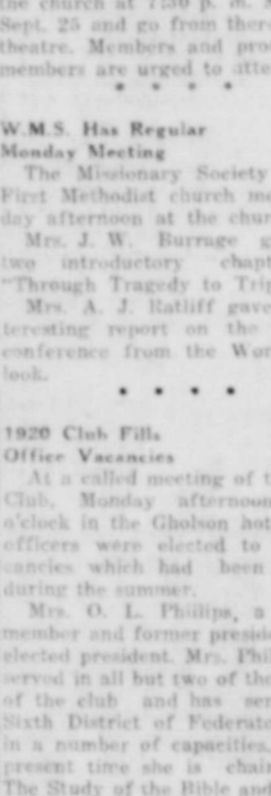 the church at 7:30 p. m.
Sept. 25 and go from ther
theatre. Members and pro
members are urged to atte
* * * *
W.M.S. Has Regular
Monday Meeting
The Missionary Society
First Methodist church me
day afternoon at the chur
Mrs. J. W. Burrage g
two introductory chapt
"Through Tragedy to Tri
Mrs. A. J. Ratliff gave
teresting report on the
conference from the Wor
look.
* * * *
1920 Club Fills
Office Vacancies
At a called meeting of t
Club, Monday afternoon
o'clock in the Gholson hot
officers were elected to
cancies which had been
during the summer.
Mrs. O. L. Phillips, a
member and former preside
elected president. Mrs. Phil
served in all but two of the
of the club and has ser
Sixth District of Federat
in a number of capacities.
present time she is chair
The Study of the Bible and